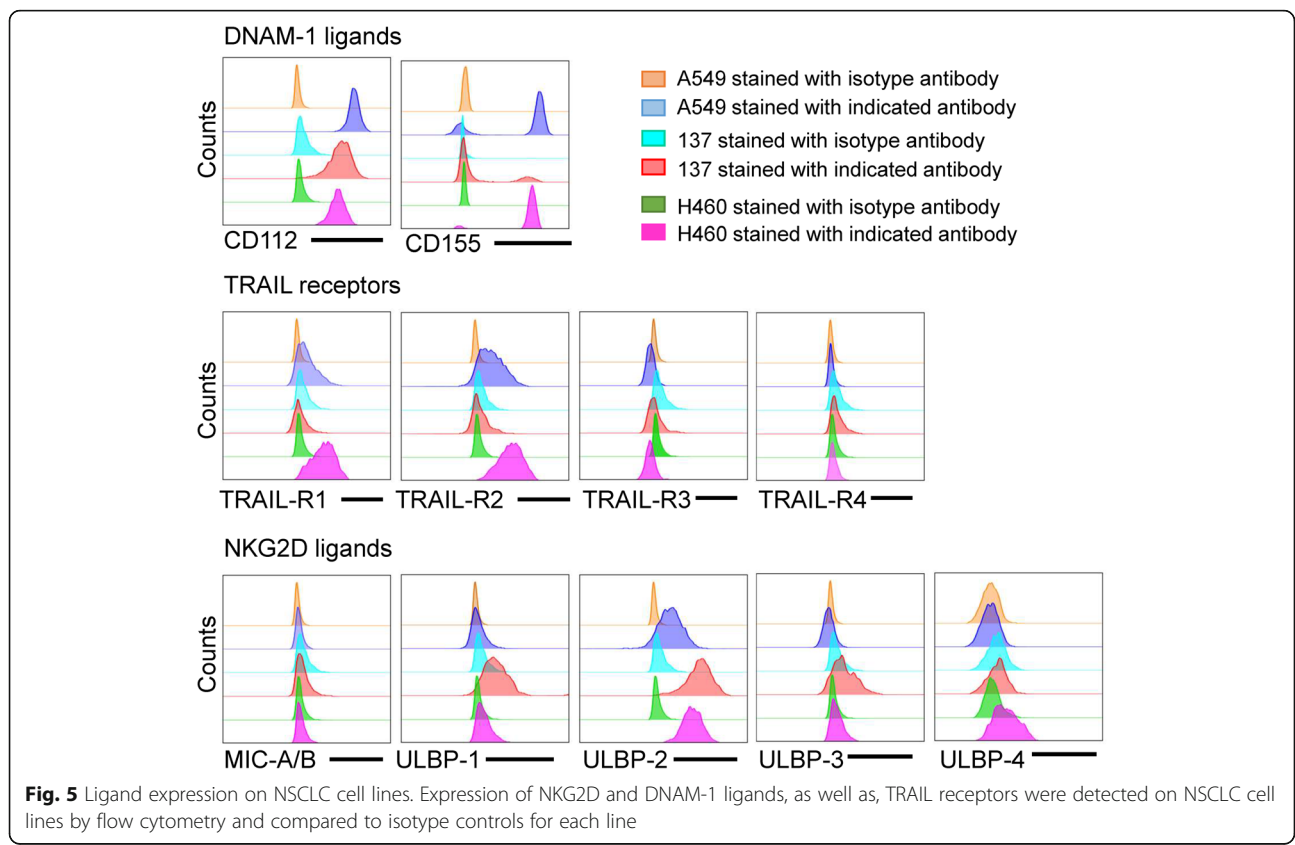 DNAM-1 ligands
Counts
CD112
CD155
A549 stained with isotype antibody
A549 stained with indicated antibody
137 stained with isotype antibody
137 stained with indicated antibody
H460 stained with isotype antibody
H460 stained with indicated antibody
TRAIL receptors
Counts
TRAIL-R1
TRAIL-R2
TRAIL-R3
TRAIL-R4
NKG2D ligands
Counts
MIC-A/B
ULBP-1
ULBP-2
ULBP-3
ULBP-4
Fig. 5 Ligand expression on NSCLC cell lines. Expression of NKG2D and DNAM-1 ligands, as well as, TRAIL receptors were detected on NSCLC cell
lines by flow cytometry and compared to isotype controls for each line